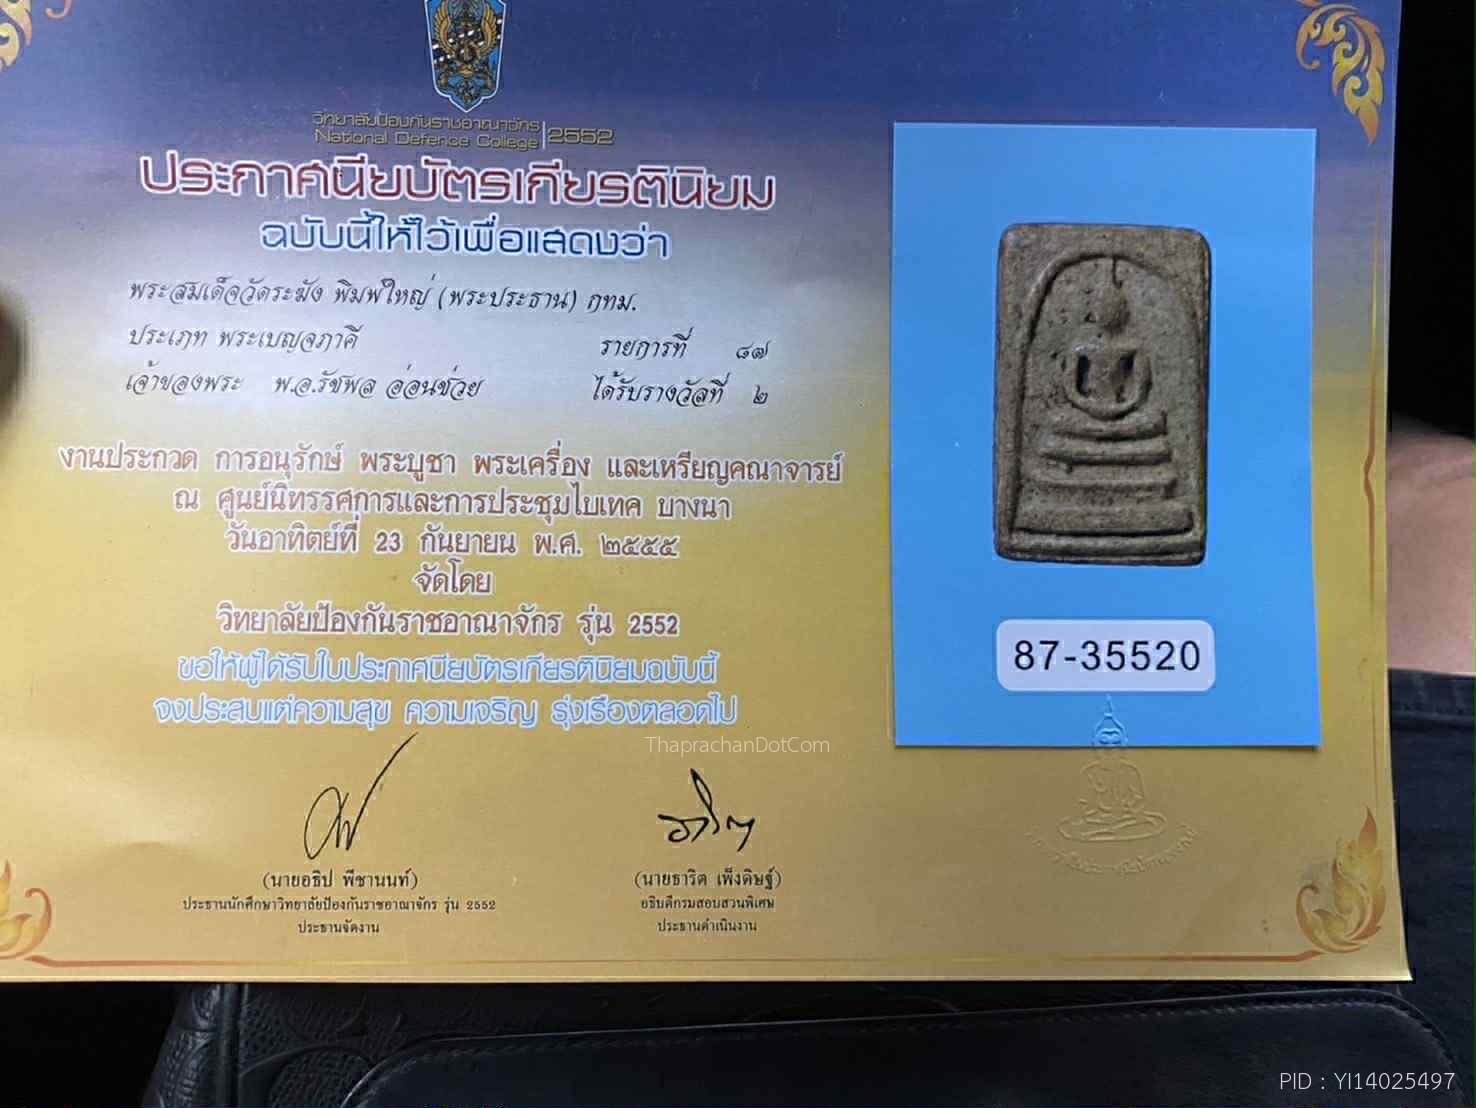 วิทยาลัยป้องกันราชอาณาจักร
National Defence College 2552
ประกาศนียบัตรเกียรตินิยม
ฉบับนี้ให้ไว้เพื่อแสดงว่า
พระสมเด็จวัดระฆัง พิมพ์ใหญ่ (พระประธาน) กทม.
ประเภท พระเบญจภาคี รายการที่ ๘๗
เจ้าของพระ พ.อ.รัชพล อ่อนช่วย ได้รับรางวัลที่ ๒
งานประกวด การอนุรักษ์ พระบูชา พระเครื่อง และเหรียญคณาจารย์
ณ ศูนย์นิทรรศการและการประชุมไบเทค บางนา
วันอาทิตย์ที่ 23 กันยายน พ.ศ. ๒๕๕๕
จัดโดย
วิทยาลัยป้องกันราชอาณาจักร รุ่น 2552
ขอให้ผู้ได้รับใบประกาศนียบัตรเกียรตินิยมฉบับนี้
จงประสบแต่ความสุข ความเจริญ รุ่งเรืองตลอดไป
87-35520
ThaprachanDotCom
(นายอธิป พีชานนท์)
ประธานนักศึกษาวิทยาลัยป้องกันราชอาณาจักร รุ่น 2552
ประธานจัดงาน
(นายธาริต เพ็งดิษฐ์)
อธิบดีกรมสอบสวนพิเศษ
ประธานดำเนินงาน
PID : YI14025497